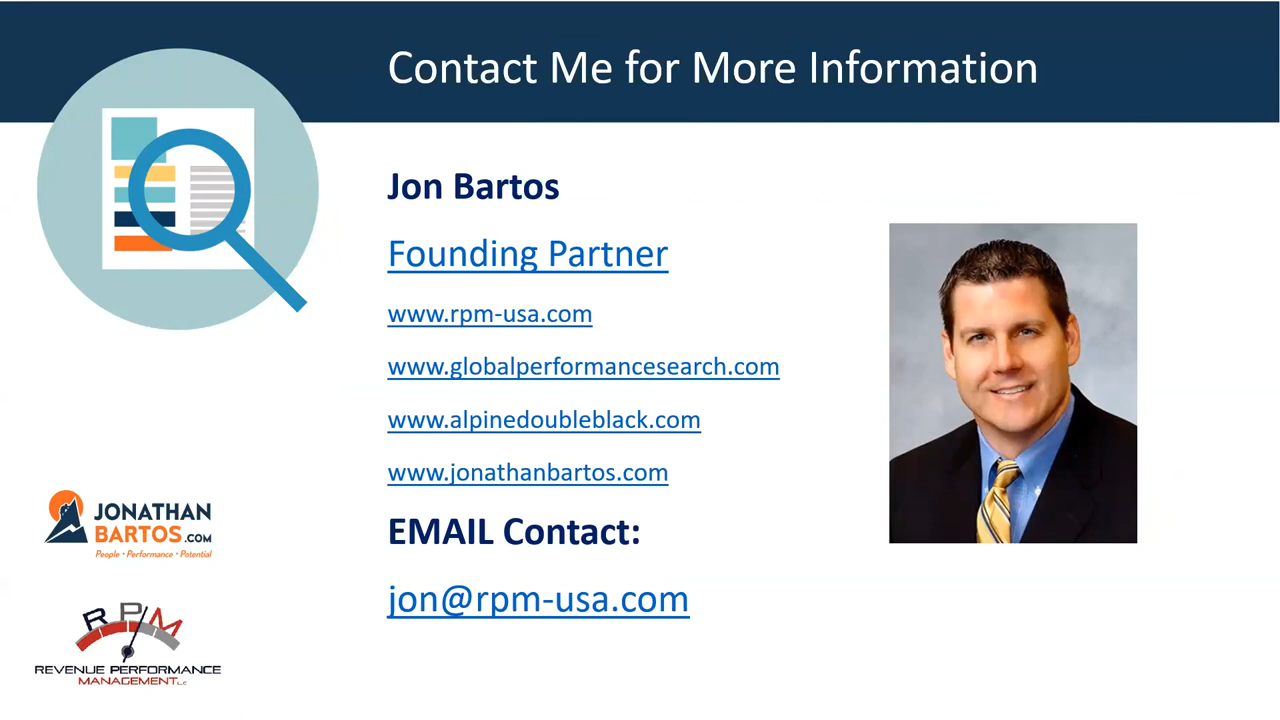 Contact Me for More Information
Jon Bartos
Founding Partner
www.rpm-usa.com
www.globalperformancesearch.com
www.alpinedoubleblack.com
www.jonathanbartos.com
EMAIL Contact:
jon@rpm-usa.com
JONATHAN
BARTOS.COM
People • Performance • Potential
RPM
REVENUE PERFORMANCE
MANAGEMENT LLC